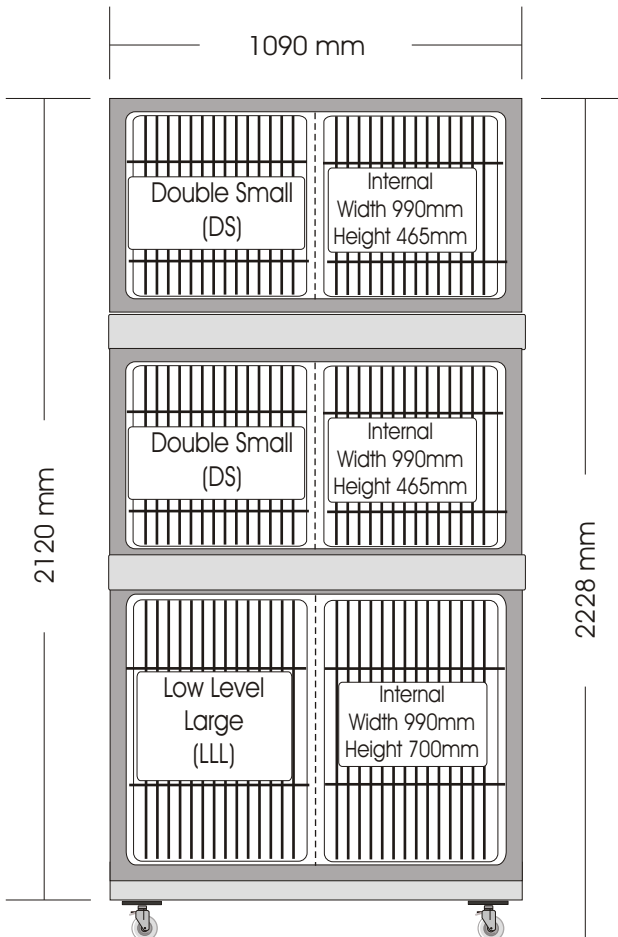 1090 mm
Double Small
(DS)
Internal
Width 990mm
Height 465mm
Double Small
(DS)
Internal
Width 990mm
Height 465mm
2120 mm
2228 mm
Low Level
Large
(LLL)
Internal
Width 990mm
Height 700mm